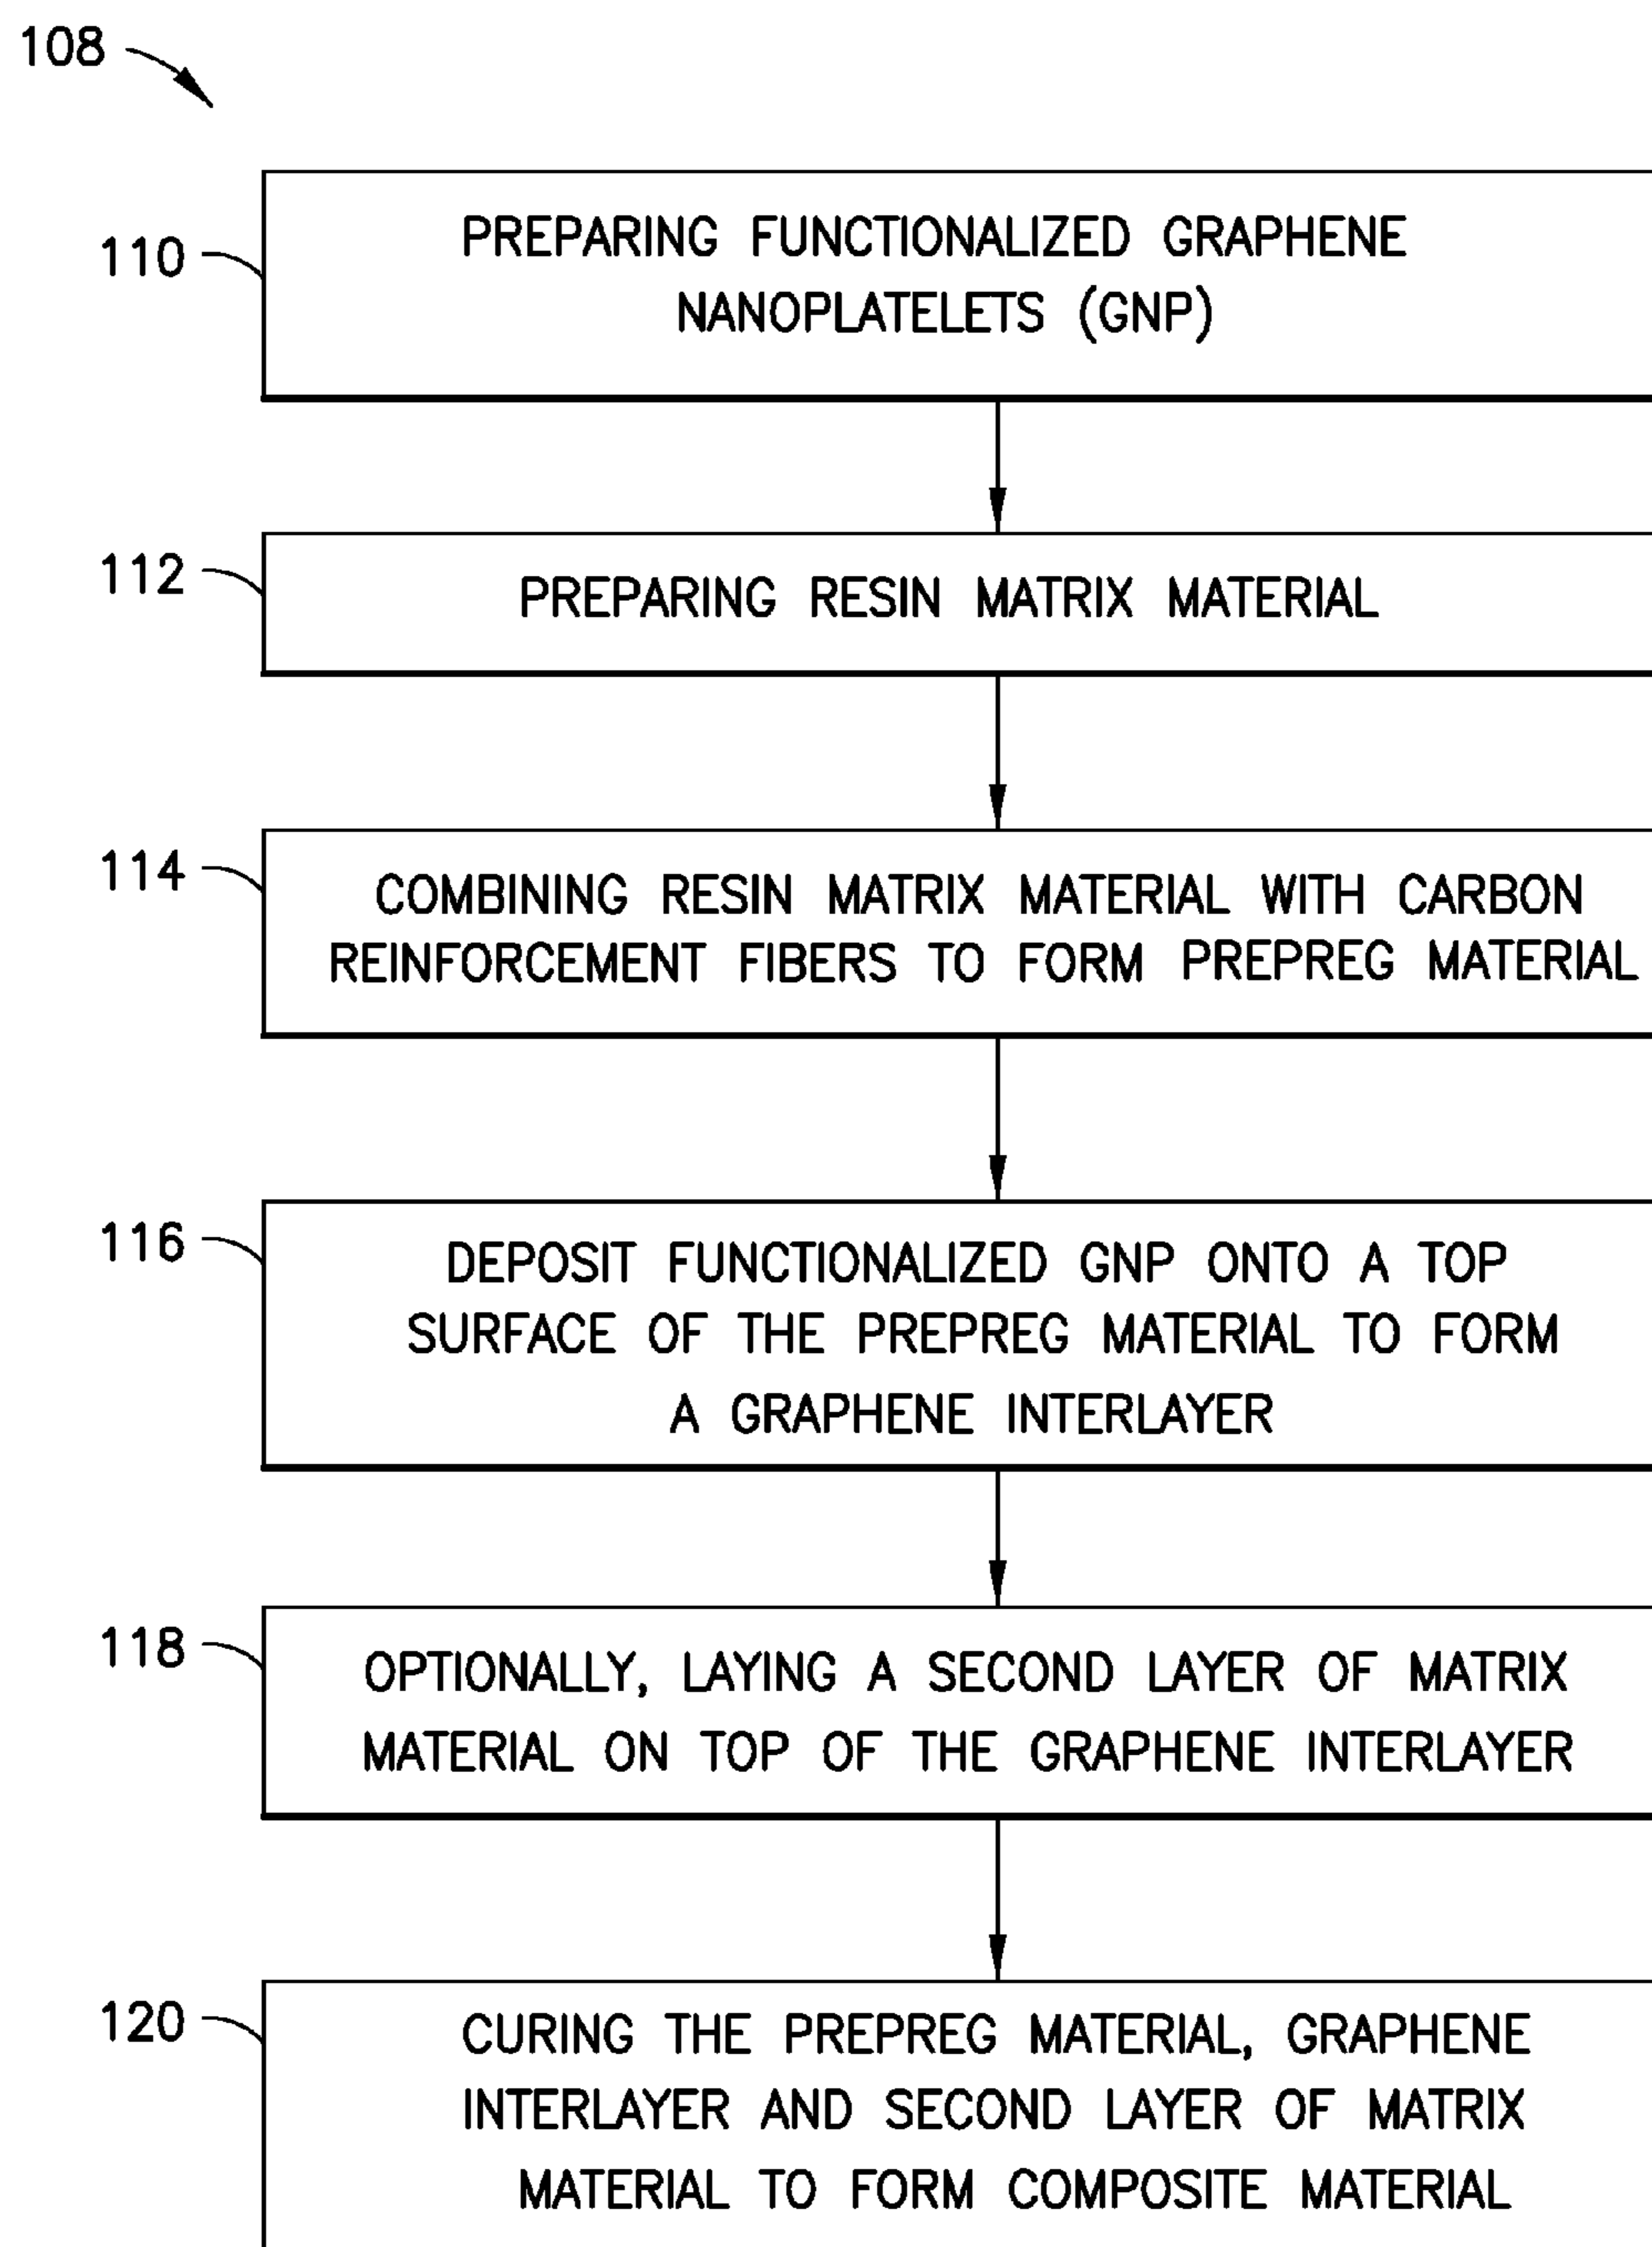 108
110
PREPARING FUNCTIONALIZED GRAPHENE
NANOPLATELETS (GNP)
112
PREPARING RESIN MATRIX MATERIAL
114
COMBINING RESIN MATRIX MATERIAL WITH CARBON
REINFORCEMENT FIBERS TO FORM PREPREG MATERIAL
116
DEPOSIT FUNCTIONALIZED GNP ONTO A TOP
SURFACE OF THE PREPREG MATERIAL TO FORM
A GRAPHENE INTERLAYER
118
OPTIONALLY, LAYING A SECOND LAYER OF MATRIX
MATERIAL ON TOP OF THE GRAPHENE INTERLAYER
120
CURING THE PREPREG MATERIAL, GRAPHENE
INTERLAYER AND SECOND LAYER OF MATRIX
MATERIAL TO FORM COMPOSITE MATERIAL